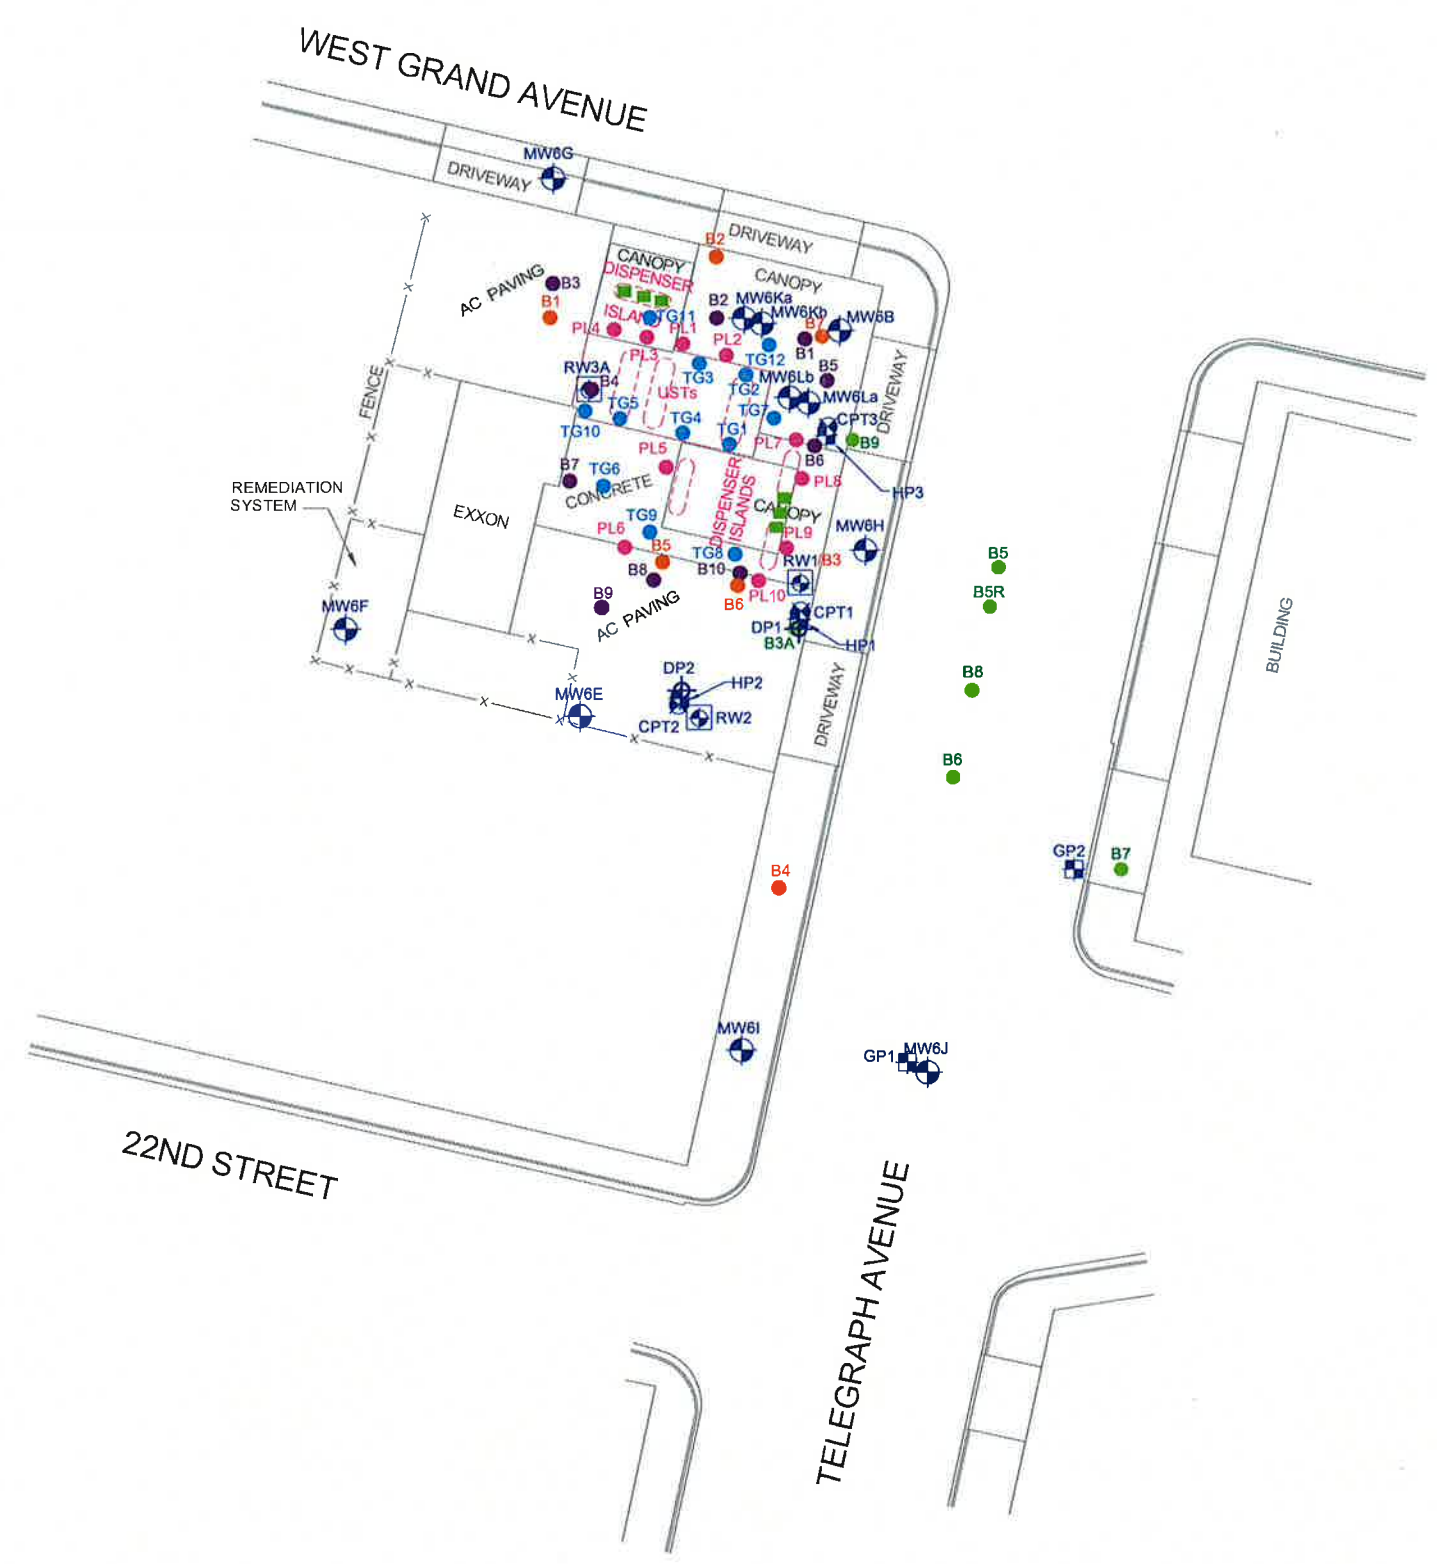 WEST GRAND AVENUE
MW6G
DRIVEWAY
B2
DRIVEWAY
CANOPY
DISPENSER
ISLAND
CANOPY
AC PAVING
B3
B1
TG11
B2
MW6Ka
MW6Kb
B7
MW6B
PL4
PL1
PL2
B1
PL3
TG12
DRIVEWAY
RW3A
B4
TG3
TG2
MW6Lb
B5
MW6La
FENCE
USTs
TG5
TG4
TG1
TG7
CPT3
TG10
PL5
PL7
B6
B9
B7
TG6
CONCRETE
DISPENSER
ISLANDS
PL8
HP3
CANOPY
REMEDIATION
SYSTEM
EXXON
TG9
MW6H
PL6
B5
TG8
PL9
B8
B10
RW1/B3
B5
B9
B6
PL10
B5R
AC PAVING
MW6F
CPT1
DP1
B3A
HP1
BUILDING
DP2
HP2
B8
MW6E
CPT2
RW2
DRIVEWAY
B6
GP2
B7
B4
MW6I
GP1
MW6J
22ND STREET
TELEGRAPH AVENUE